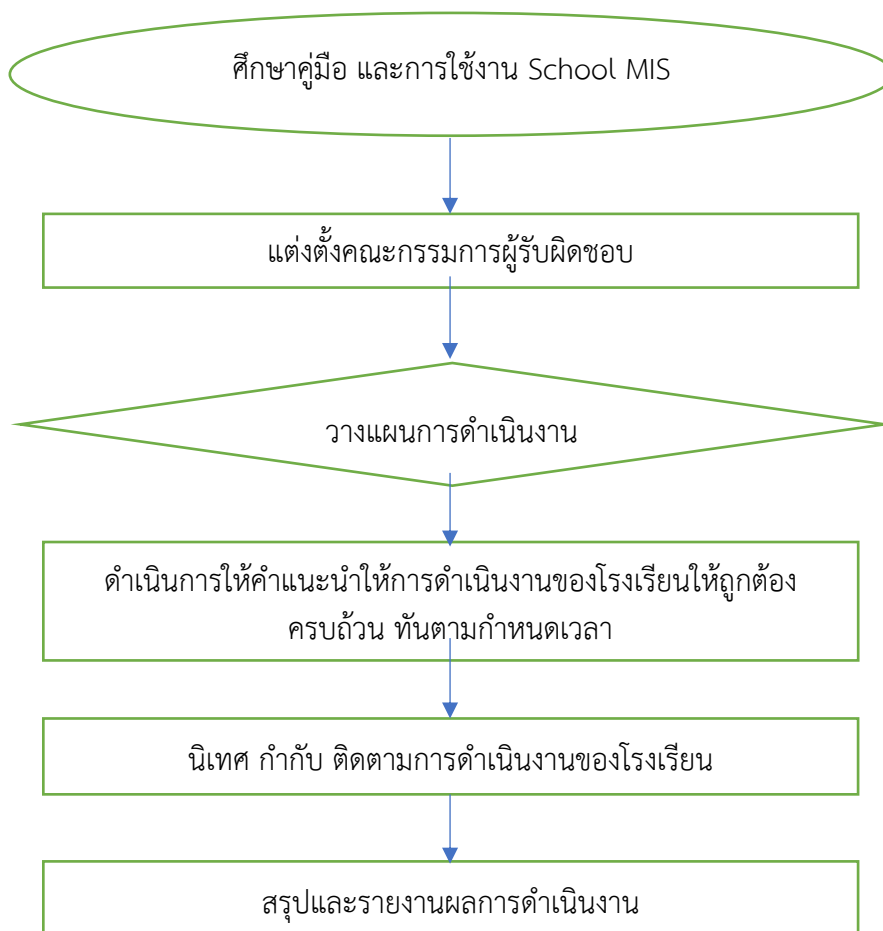 ศึกษาคู่มือ และการใช้งาน School MIS
แต่งตั้งคณะกรรมการผู้รับผิดชอบ
วางแผนการดำเนินงาน
ดำเนินการให้คำแนะนำให้การดำเนินงานของโรงเรียนให้ถูกต้อง
ครบถ้วน ทันตามกำหนดเวลา
นิเทศ กำกับ ติดตามการดำเนินงานของโรงเรียน
สรุปและรายงานผลการดำเนินงาน